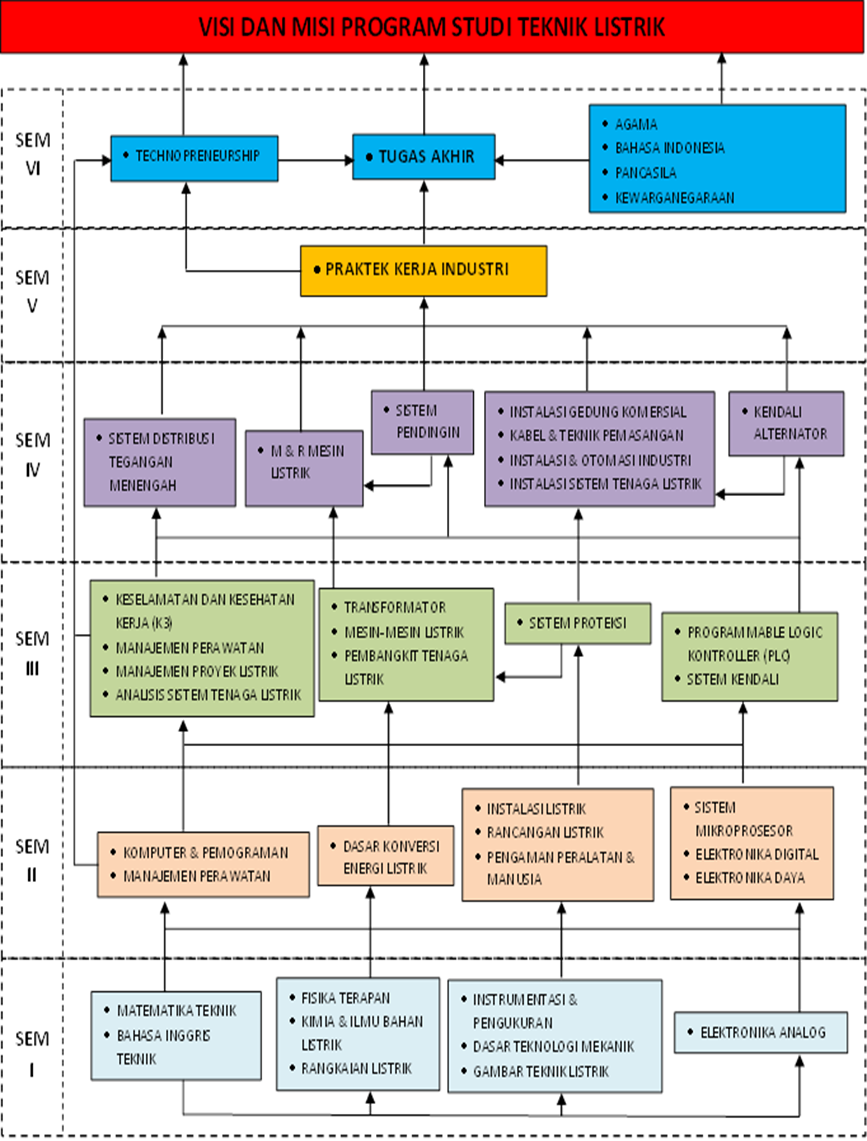 VISI DAN MISI PROGRAM STUDI TEKNIK LISTRIK
SEM
VI
• TECHNOPRENEURSHIP
• TUGAS AKHIR
• AGAMA
• BAHASA INDONESIA
• PANCASILA
• KEWARGANEGARAAN
SEM
V
• PRAKTEK KERJA INDUSTRI
SEM
IV
• SISTEM DISTRIBUSI
TEGANGAN
MENENGAH
• M & R MESIN
LISTRIK
• SISTEM
PENDINGIN
• INSTALASI GEDUNG KOMERSIAL
• KABEL & TEKNIK PEMASANGAN
• INSTALASI & OTOMASI INDUSTRI
• INSTALASI SISTEM TENAGA LISTRIK
• KENDALI
ALTERNATOR
SEM
III
• KESELAMATAN DAN KESEHATAN
KERJA (K3)
• MANAJEMEN PERAWATAN
• MANAJEMEN PROYEK LISTRIK
• ANALISIS SISTEM TENAGA LISTRIK
• TRANSFORMATOR
• MESIN-MESIN LISTRIK
• PEMBANGKIT TENAGA
LISTRIK
• SISTEM PROTEKSI
• PROGRAMMABLE LOGIC
KONTROLLER (PLC)
• SISTEM KENDALI
SEM
II
• KOMPUTER & PEMOGRAMAN
• MANAJEMEN PERAWATAN
• DASAR KONVERSI
ENERGI LISTRIK
• INSTALASI LISTRIK
• RANCANGAN LISTRIK
• PENGAMAN PERALATAN &
MANUSIA
• SISTEM
MIKROPROSESOR
• ELEKTRONIKA DIGITAL
• ELEKTRONIKA DAYA
SEM
I
• MATEMATIKA TEKNIK
• BAHASA INGGRIS
TEKNIK
• FISIKA TERAPAN
• KIMIA & ILMU BAHAN
LISTRIK
• RANGKAIAN LISTRIK
• INSTRUMENTASI &
PENGUKURAN
• DASAR TEKNOLOGI MEKANIK
• GAMBAR TEKNIK LISTRIK
• ELEKTRONIKA ANALOG